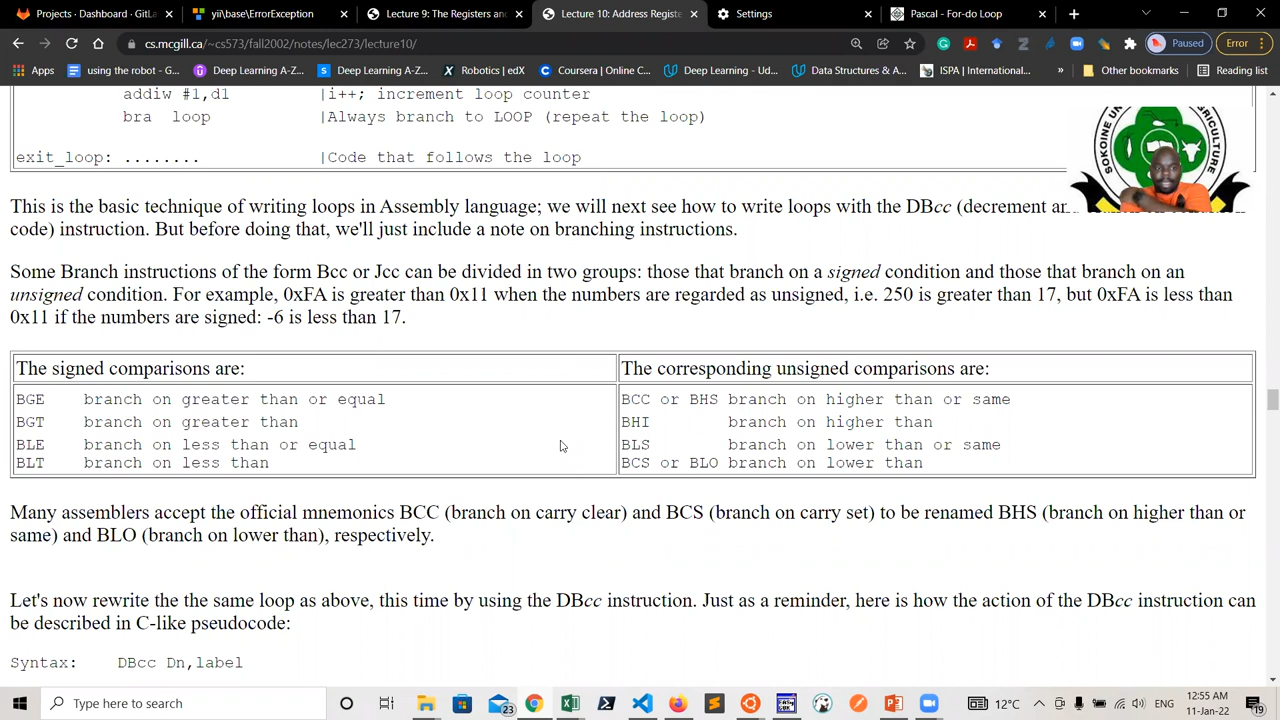 Projects · Dashboard · GitLa
yii\base\ErrorException
Lecture 9: The Registers an
Lecture 10: Address Registe
Settings
Pascal - For-do Loop
cs.mcgill.ca/~cs573/fall2002/notes/lec273/lecture10/
Paused
Error
Apps
using the robot - G...
Deep Learning A-Z...
Deep Learning A-Z...
Robotics | edX
Coursera | Online C...
Deep Learning - Ud...
Data Structures & A...
ISPA | International...
»
Other bookmarks
Reading list
addiw #1,d1 |i++; increment loop counter
bra loop |Always branch to LOOP (repeat the loop)
exit_loop: ........ |Code that follows the loop
This is the basic technique of writing loops in Assembly language; we will next see how to write loops with the DBcc (decrement
code) instruction. But before doing that, we'll just include a note on branching instructions.
Some Branch instructions of the form Bcc or Jcc can be divided in two groups: those that branch on a signed condition and those that branch on an
unsigned condition. For example, 0xFA is greater than 0x11 when the numbers are regarded as unsigned, i.e. 250 is greater than 17, but 0xFA is less than
0x11 if the numbers are signed: -6 is less than 17.
The signed comparisons are:
BGE branch on greater than or equal
BGT branch on greater than
BLE branch on less than or equal
BLT branch on less than
The corresponding unsigned comparisons are:
BCC or BHS branch on higher than or same
BHI branch on higher than
BLS branch on lower than or same
BCS or BLO branch on lower than
Many assemblers accept the official mnemonics BCC (branch on carry clear) and BCS (branch on carry set) to be renamed BHS (branch on higher than or
same) and BLO (branch on lower than), respectively.
Let's now rewrite the the same loop as above, this time by using the DBcc instruction. Just as a reminder, here is how the action of the DBcc instruction can
be described in C-like pseudocode:
Syntax: DBcc Dn,label
Type here to search
23
12°C
ENG
12:55 AM
11-Jan-22
19